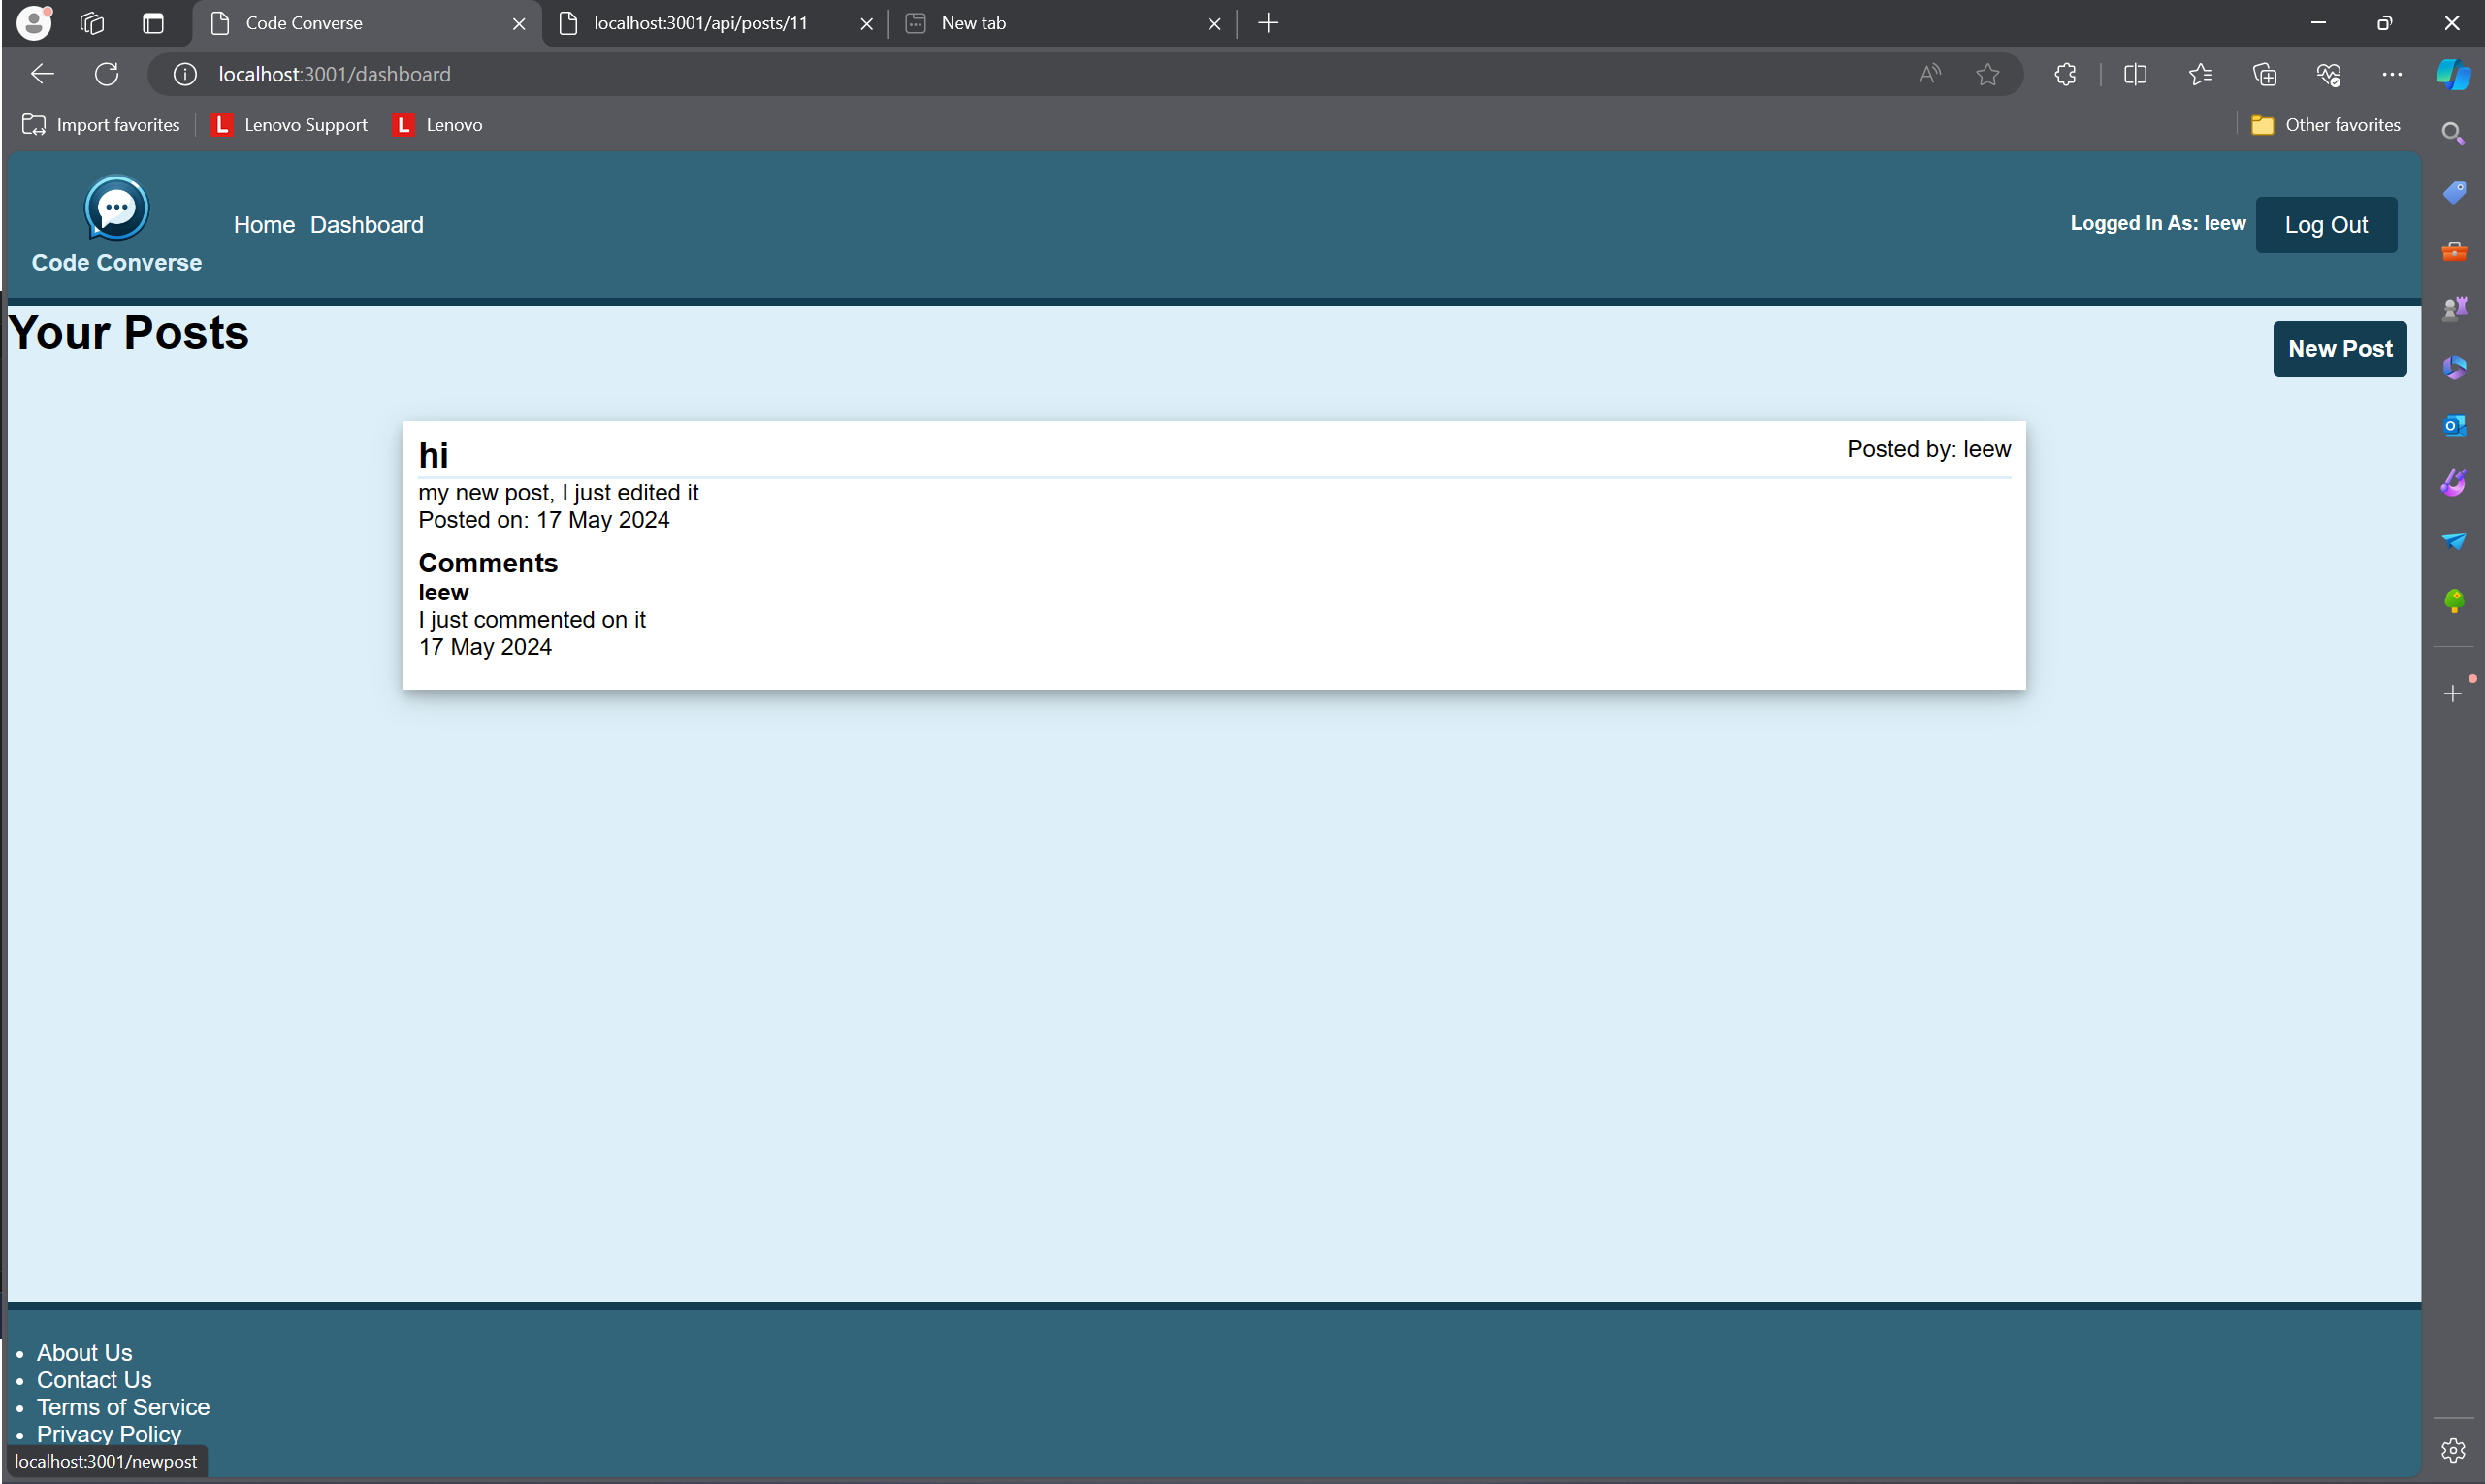 Code Converse
localhost:3001/api/posts/11
New tab
localhost:3001/dashboard
Import favorites
L Lenovo Support
L Lenovo
Other favorites
Code Converse
Home Dashboard
Logged In As: leew
Log Out
Your Posts
New Post
hi
Posted by: leew
my new post, I just edited it
Posted on: 17 May 2024
Comments
leew
I just commented on it
17 May 2024
About Us
Contact Us
Terms of Service
Privacy Policy
localhost:3001/newpost